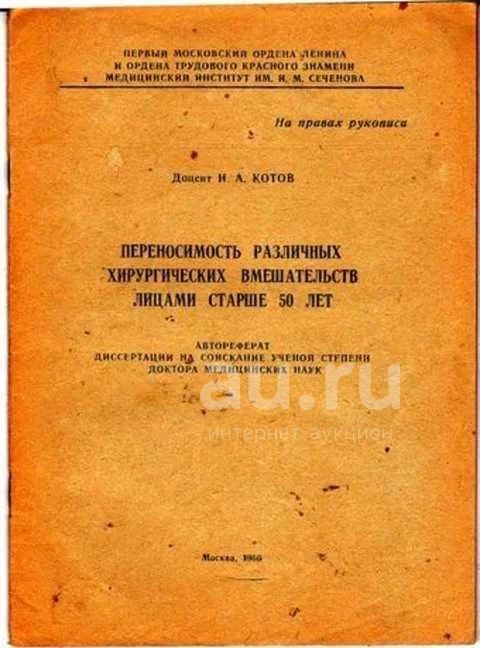 ПЕРВЫЙ МОСКОВСКИЙ ОРДЕНА ЛЕНИНА
И ОРДЕНА ТРУДОВОГО КРАСНОГО ЗНАМЕНИ
МЕДИЦИНСКИЙ ИНСТИТУТ ИМ. И. М. СЕЧЕНОВА
На правах рукописи
Доцент И. А. КОТОВ
ПЕРЕНОСИМОСТЬ РАЗЛИЧНЫХ
ХИРУРГИЧЕСКИХ ВМЕШАТЕЛЬСТВ
ЛИЦАМИ СТАРШЕ 50 ЛЕТ
АВТОРЕФЕРАТ
ДИССЕРТАЦИИ НА СОИСКАНИЕ УЧЕНОЙ СТЕПЕНИ
ДОКТОРА МЕДИЦИНСКИХ НАУК
au.ru
интернет-аукцион
Москва,